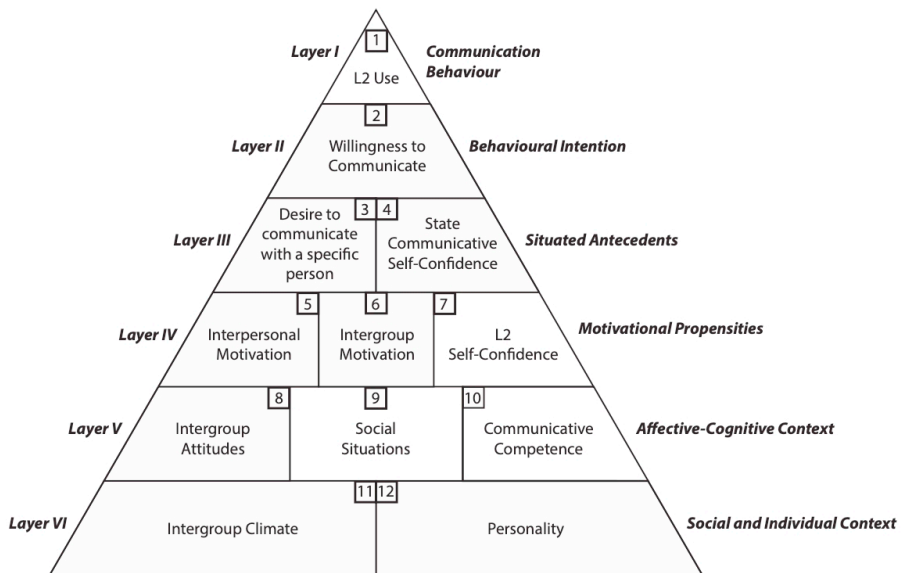 1
Layer I
Communication
Behaviour
L2 Use
2
Layer II
Willingness to
Communicate
Behavioural Intention
3
4
Layer III
Desire to
communicate
with a specific
person
State
Communicative
Self-Confidence
Situated Antecedents
5
6
7
Layer IV
Interpersonal
Motivation
Intergroup
Motivation
L2
Self-Confidence
Motivational Propensities
8
9
10
Layer V
Intergroup
Attitudes
Social
Situations
Communicative
Competence
Affective-Cognitive Context
11
12
Layer VI
Intergroup Climate
Personality
Social and Individual Context